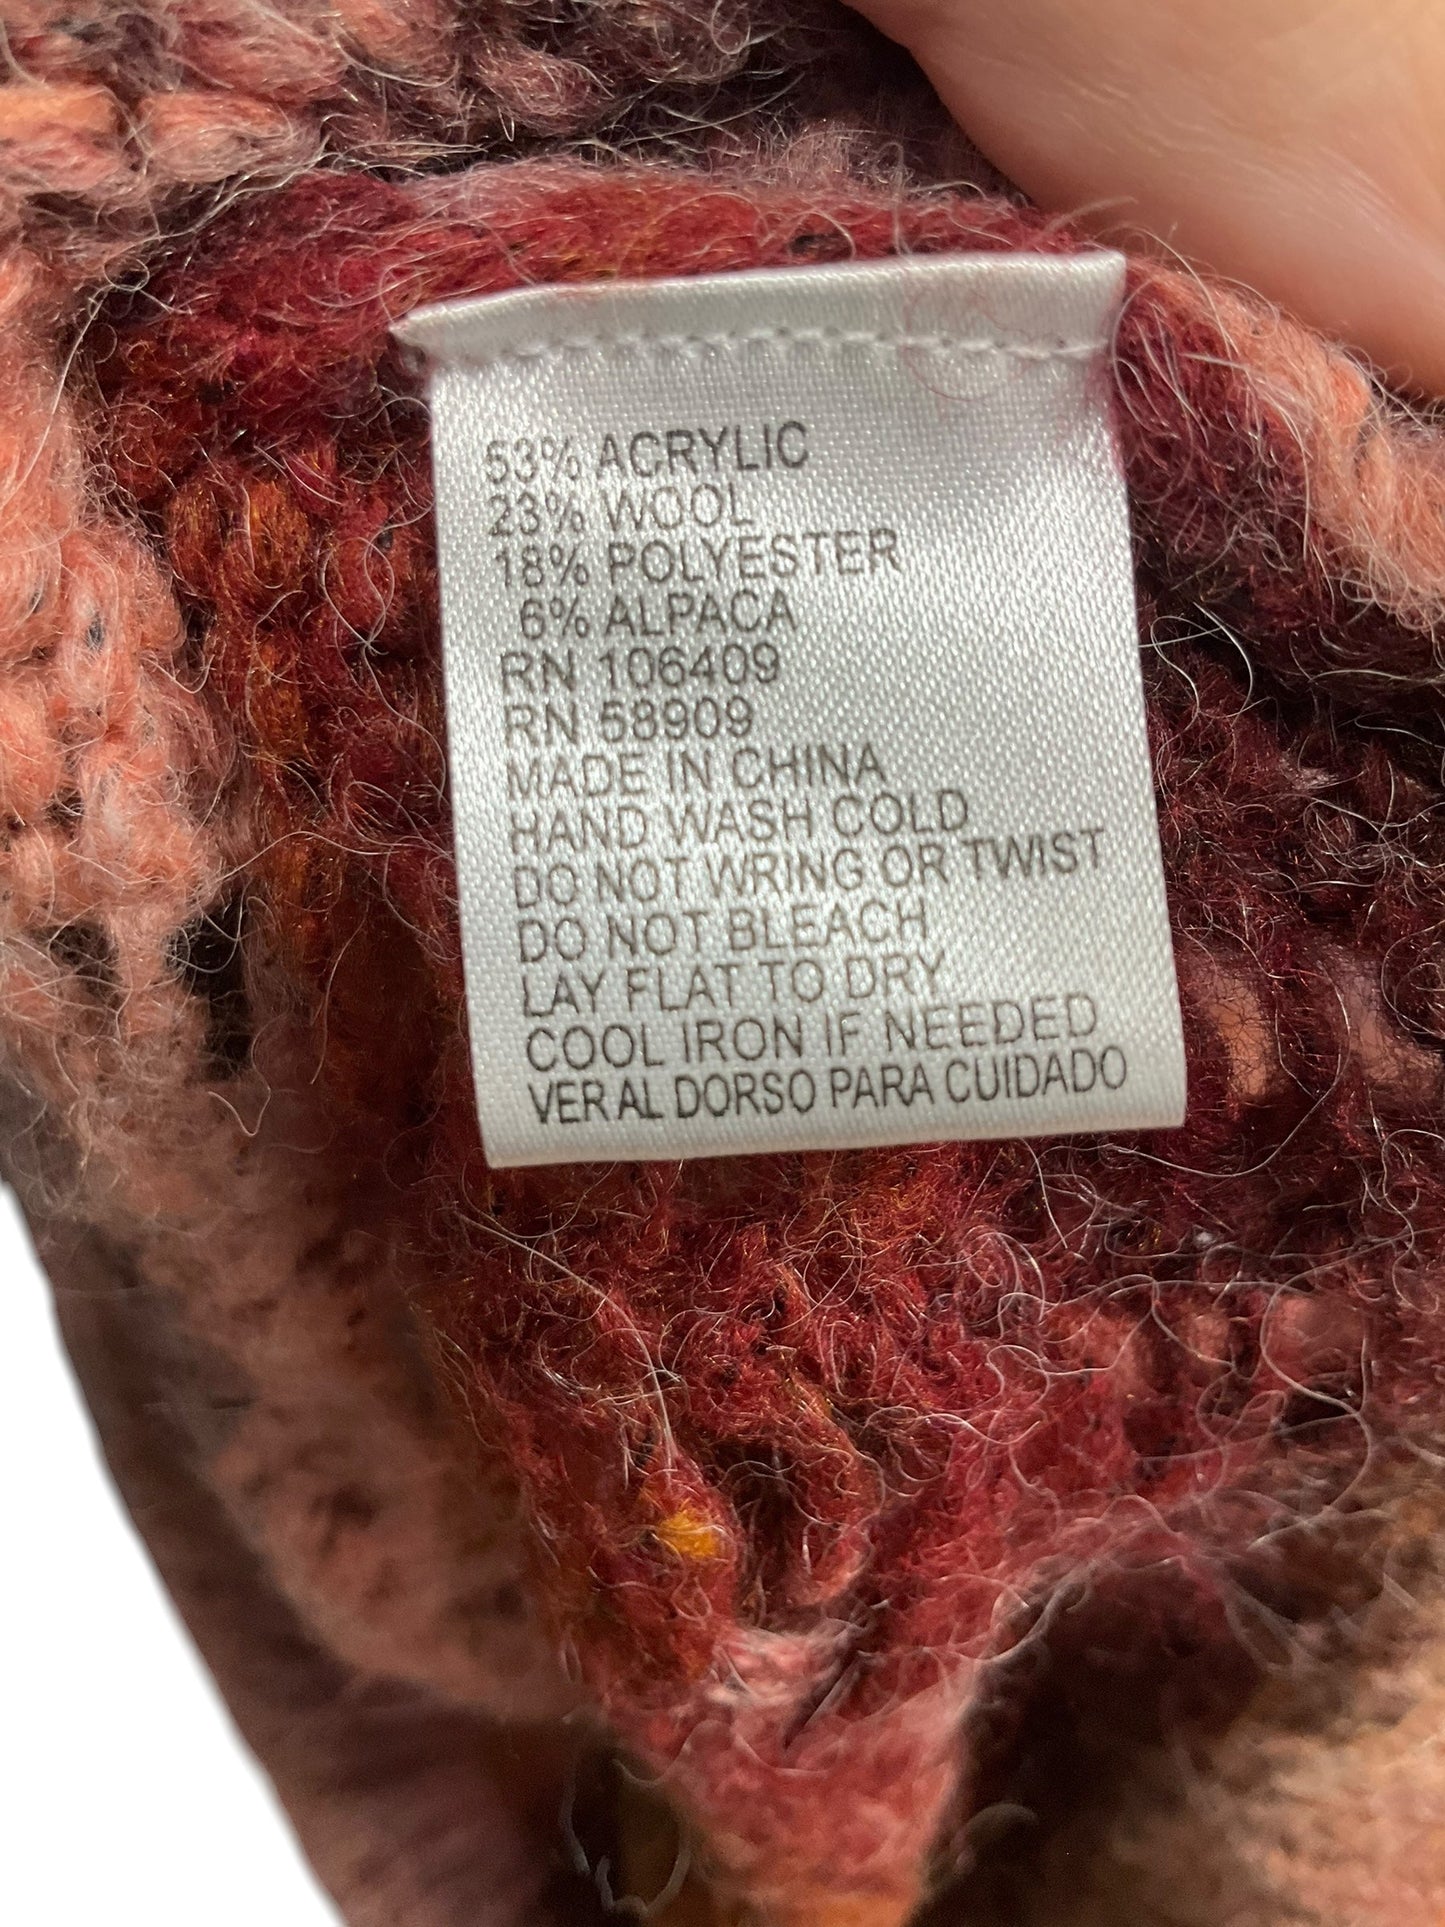 53% ACRYLIC
23% WOOL
18% POLYESTER
6% ALPACA
RN 106409
RN 58909
MADE IN CHINA
HAND WASH COLD
DO NOT WRING OR TWIST
DO NOT BLEACH
LAY FLAT TO DRY
COOL IRON IF NEEDED
VER AL DORSO PARA CUIDADO